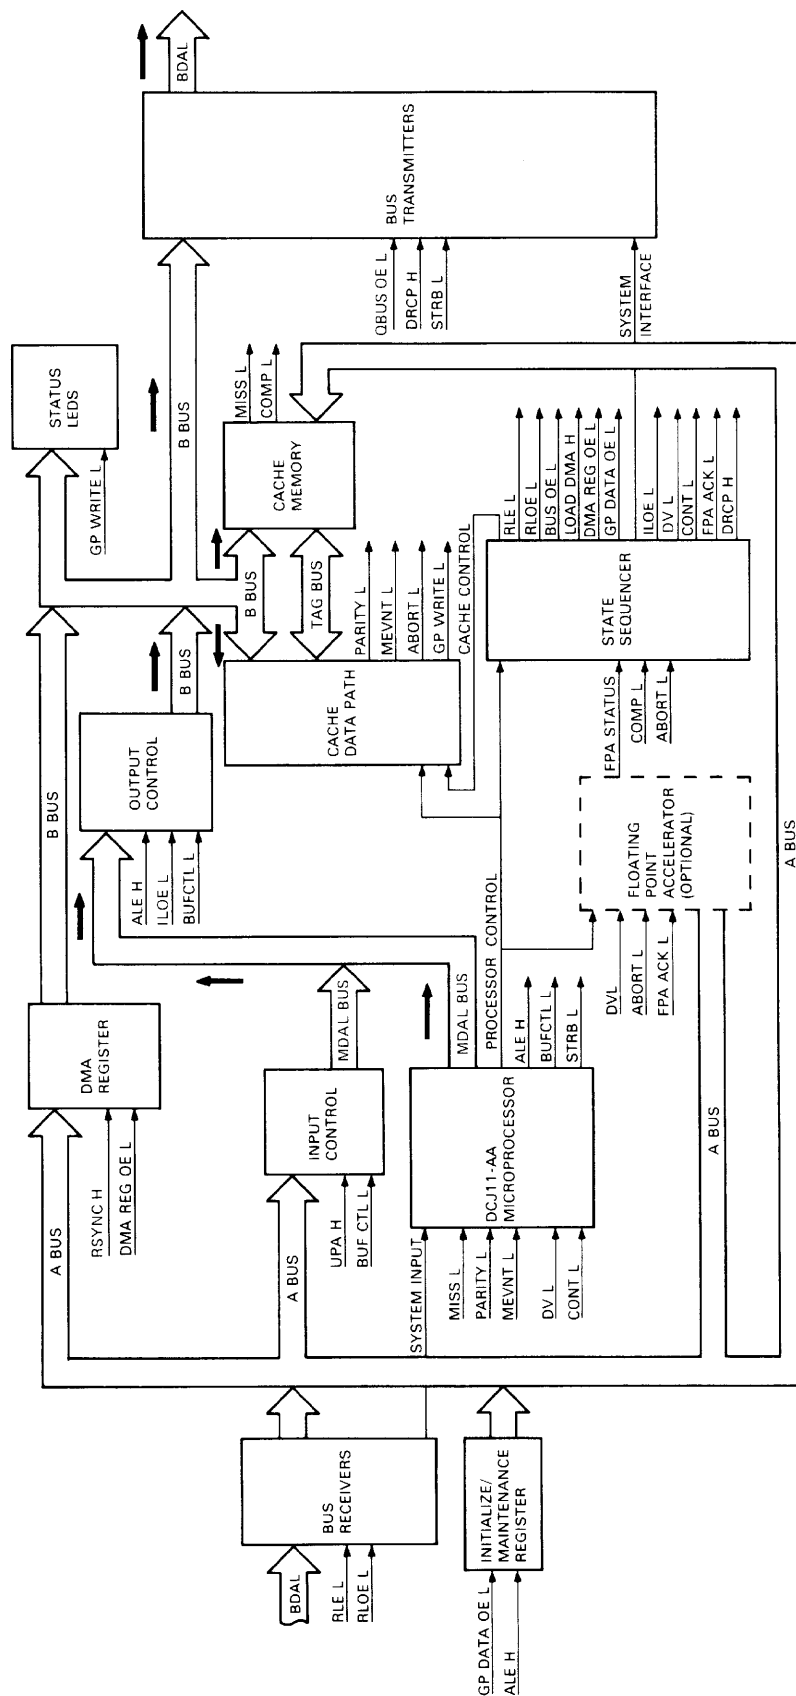 BDAL
RLE L
RLOE L
BUS
RECEIVERS
GP DATA OE L
ALE H
INITIALIZE/
MAINTENANCE
REGISTER
A BUS
A BUS
SYSTEM INPUT
RSYNC H
DMA REG OE L
DMA
REGISTER
UPA H
BUF CTL L
INPUT
CONTROL
MDAL BUS
MISS L
PARITY L
MEVNT L
DV L
CONT L
DCJ11-AA
MICROPROCESSOR
MDAL BUS
PROCESSOR CONTROL
ALE H
BUFCTL L
STRB L
A BUS
DVL
ABORT L
FPA ACK L
FLOATING
POINT
ACCELERATOR
(OPTIONAL)
B BUS
ALE H
ILOE L
BUFCTL L
OUTPUT
CONTROL
B BUS
CACHE
DATA PATH
B BUS
TAG BUS
PARITY L
MEVNT L
ABORT L
GP WRITE L
CACHE CONTROL
FPA STATUS
COMP L
ABORT L
STATE
SEQUENCER
RLE L
RLOE L
BUS OE L
LOAD DMA H
DMA REG OE L
GP DATA OE L
ILOE L
DV L
CONT L
FPA ACK L
DRCP H
A BUS
GP WRITE L
STATUS
LEDS
CACHE
MEMORY
MISS L
COMP L
B BUS
QBUS OE L
DRCP H
STRB L
SYSTEM
INTERFACE
BUS
TRANSMITTERS
BDAL